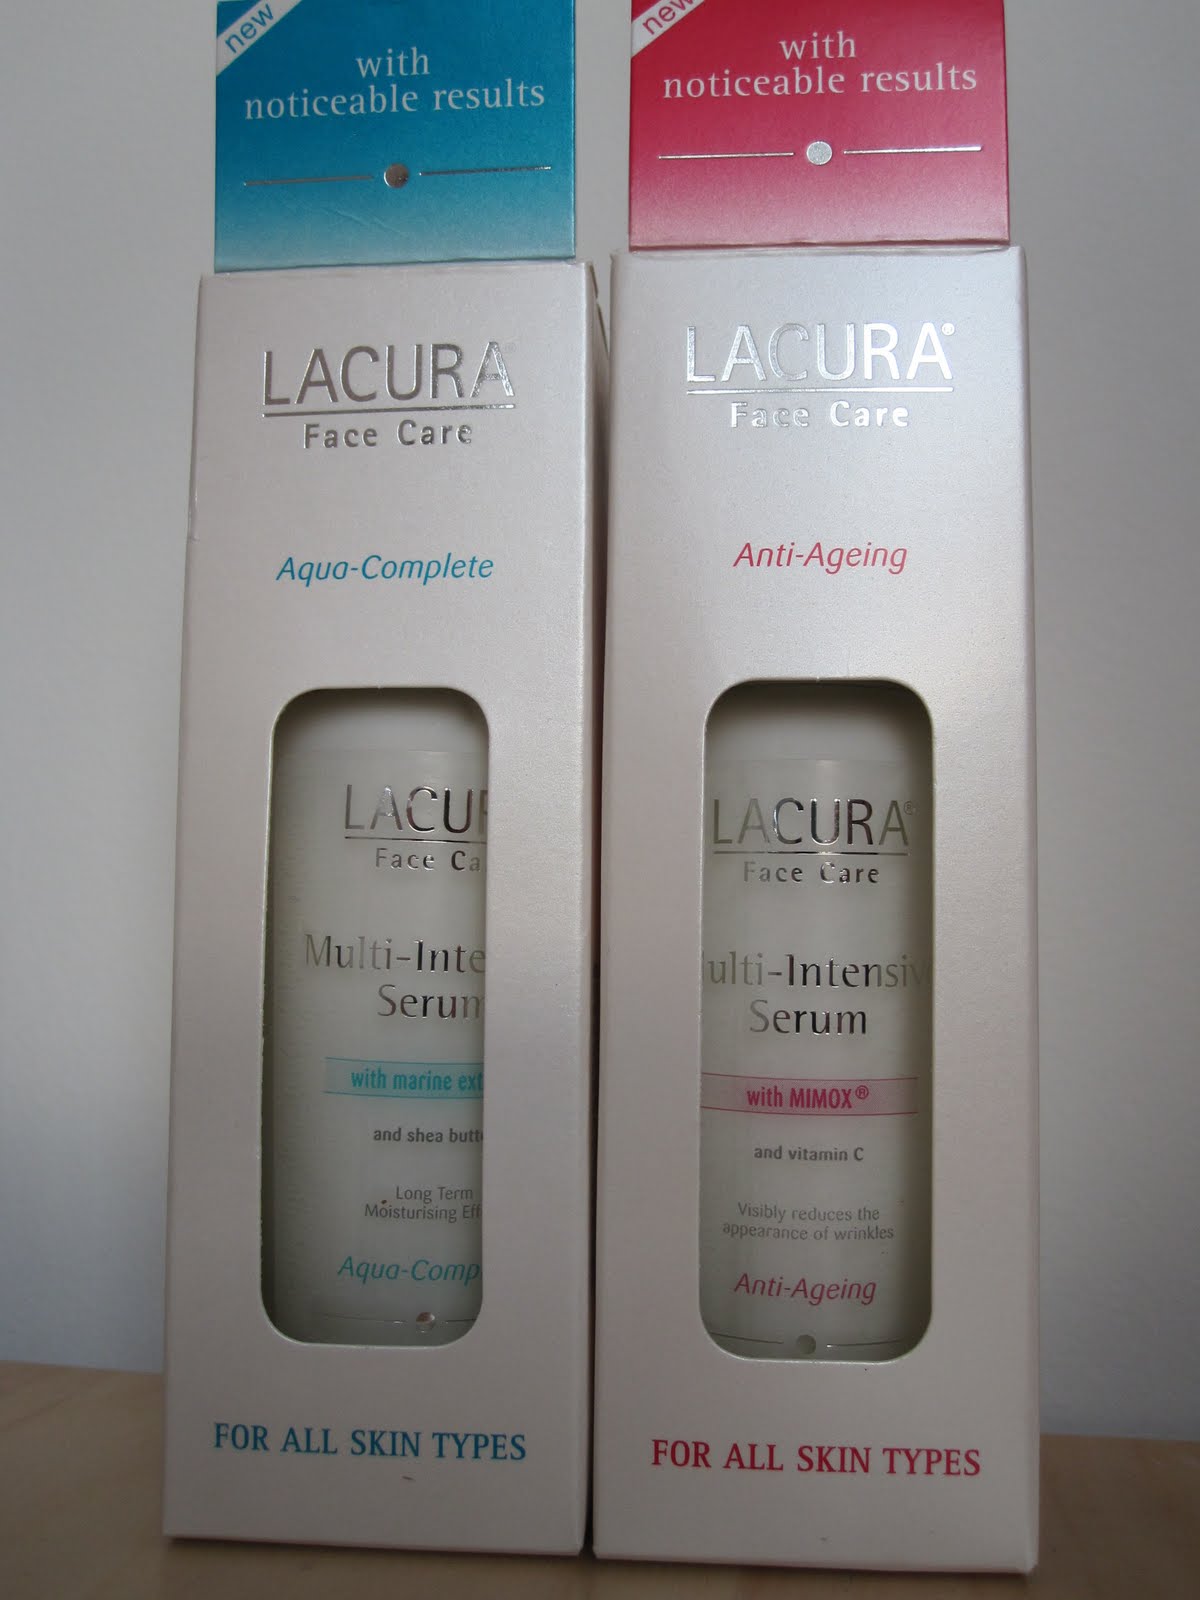 new
with
noticeable results
LACURA®
Face Care
Aqua-Complete
LACUR
Face Ca
Multi-Inte
Serum
with marine ext
and shea butt
Long Term
Moisturising Eff
Aqua-Comp
FOR ALL SKIN TYPES
new
with
noticeable results
LACURA®
Face Care
Anti-Ageing
LACURA®
Face Care
ulti-Intensiv
Serum
with MIMOX®
and vitamin C
Visibly reduces the
appearance of wrinkles
Anti-Ageing
FOR ALL SKIN TYPES